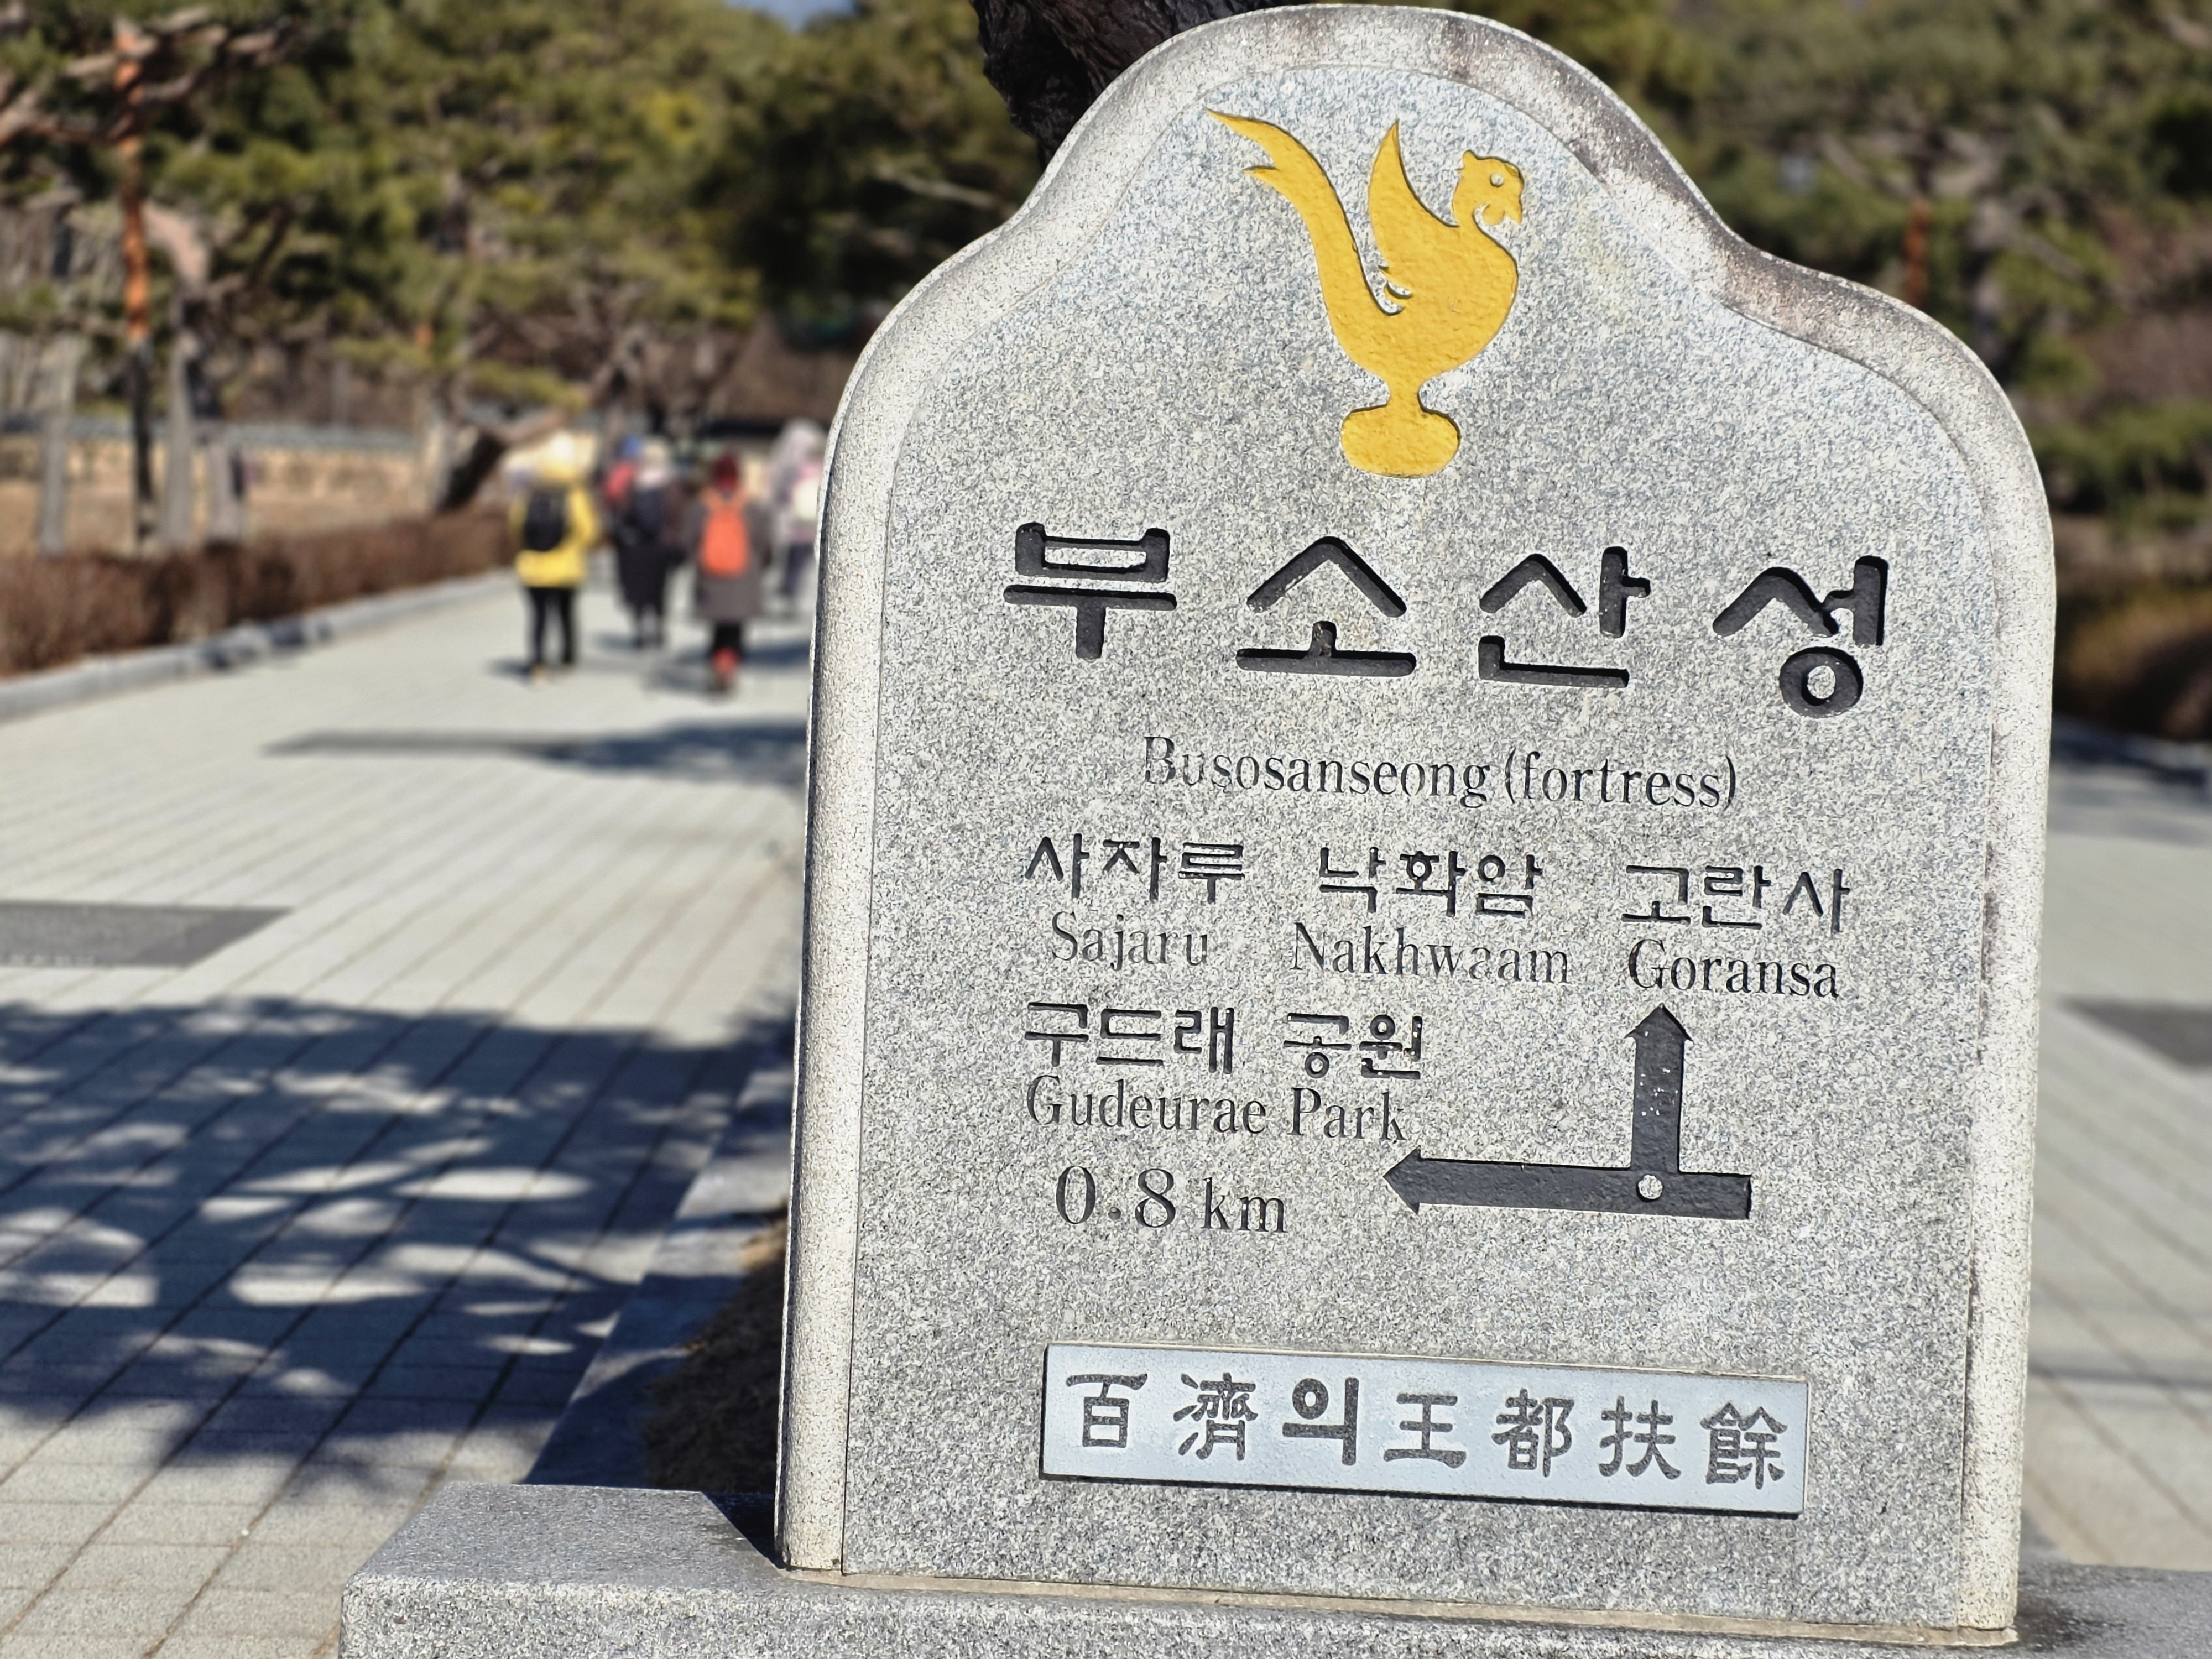 부소산성
Busosanseong (fortress)
사자루 낙화암 고란사
Sajaru Nakhwaam Goransa
구드래 공원
Gudeurae Park
0.8 km
百濟의王都扶餘